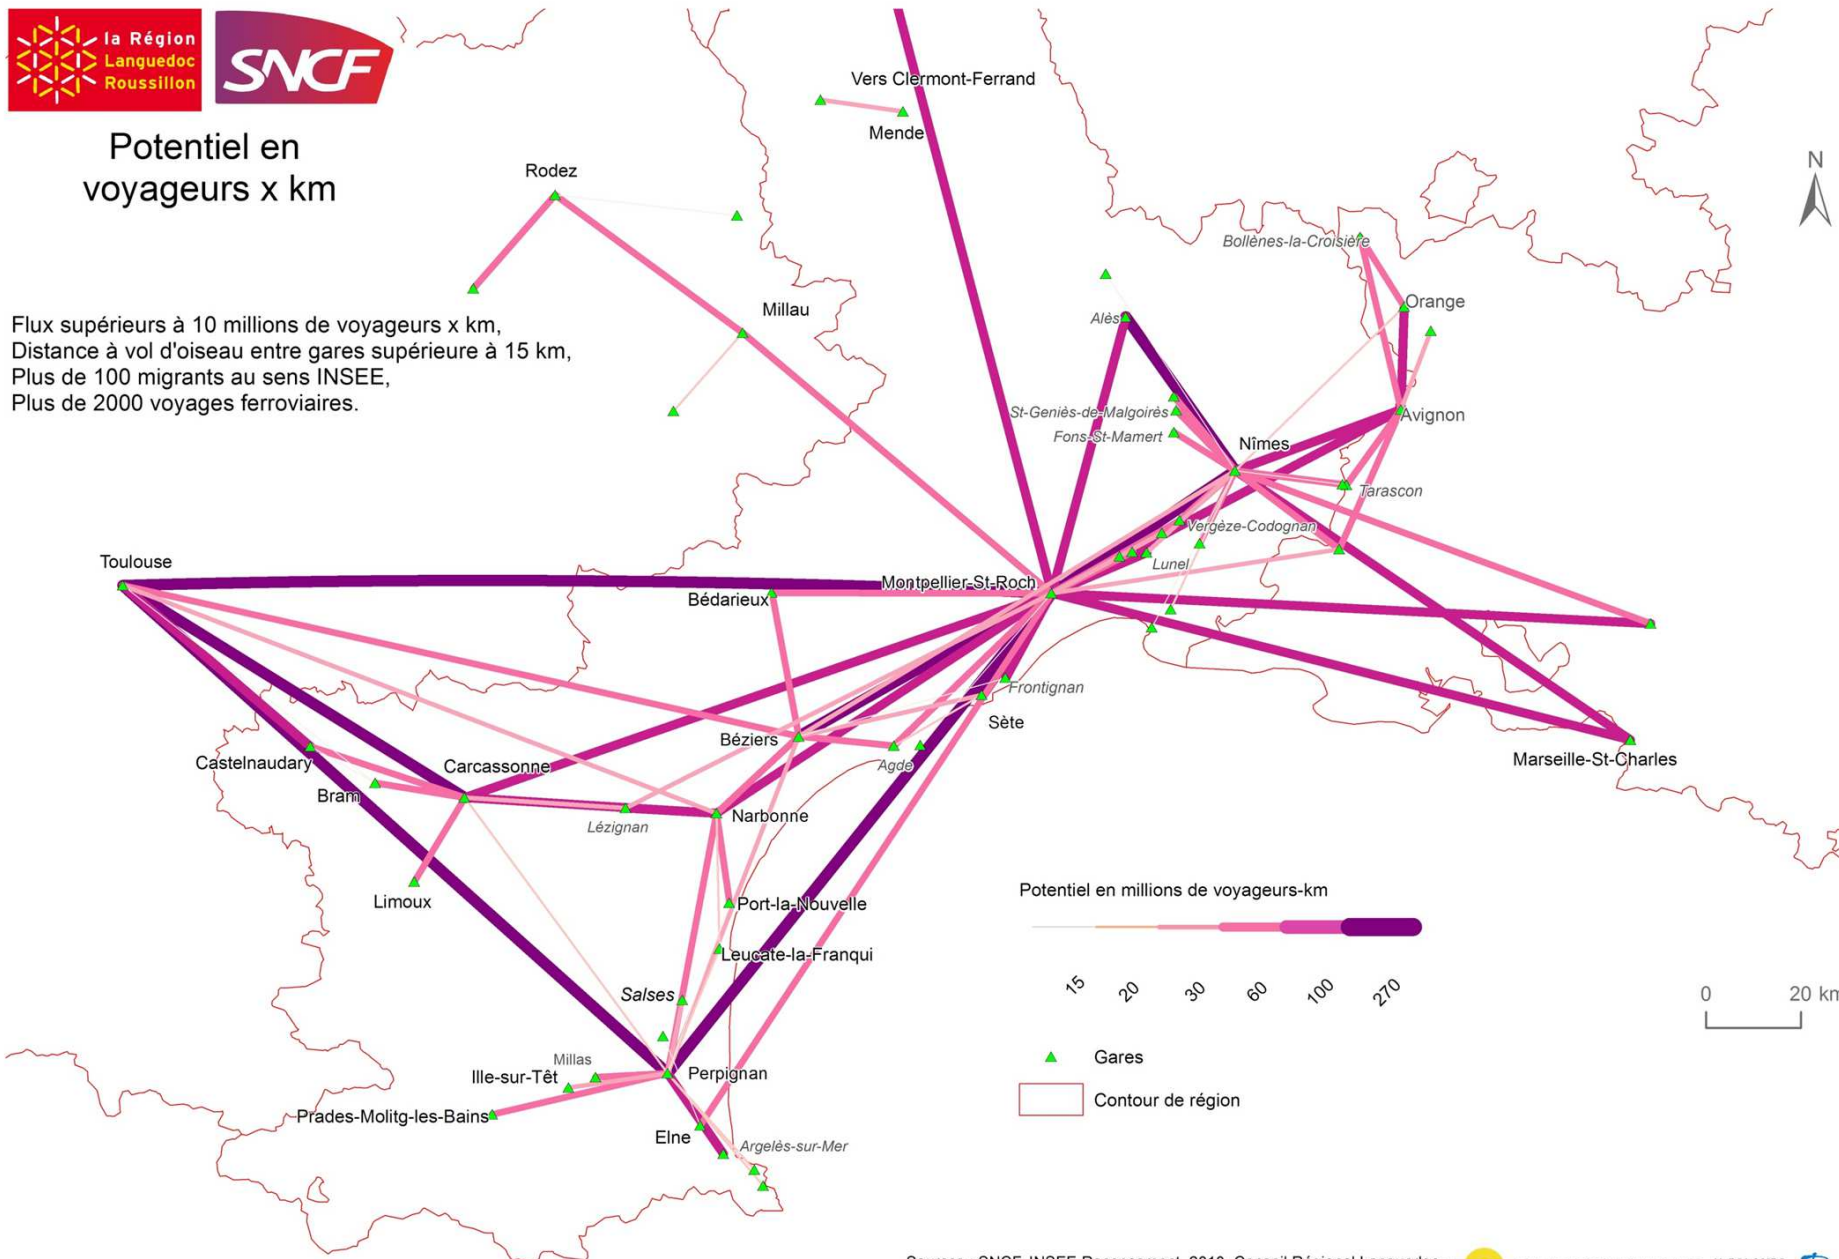 la Région
Languedoc
Roussillon
SNCF
Potentiel en
voyageurs x km
Flux supérieurs à 10 millions de voyageurs x km,
Distance à vol d'oiseau entre gares supérieure à 15 km,
Plus de 100 migrants au sens INSEE,
Plus de 2000 voyages ferroviaires.
Vers Clermont-Ferrand
Mende
Rodez
N
Bollènes-la-Croisière
Millau
Orange
Alès
St-Geniès-de-Malgoirès
Avignon
Fons-St-Mamert
Nîmes
Tarascon
Vergèze-Codognan
Toulouse
Lunel
Montpellier-St-Roch
Bédarieux
Frontignan
Sète
Béziers
Castelnaudary
Carcassonne
Agde
Marseille-St-Charles
Bram
Lézignan
Narbonne
Limoux
Port-la-Nouvelle
Leucate-la-Franqui
Salses
Millas
Ille-sur-Têt
Perpignan
Prades-Molitg-les-Bains
Elne
Argelès-sur-Mer
Potentiel en millions de voyageurs-km
15 20 30 60 100 270
0 20 km
Gares
Contour de région